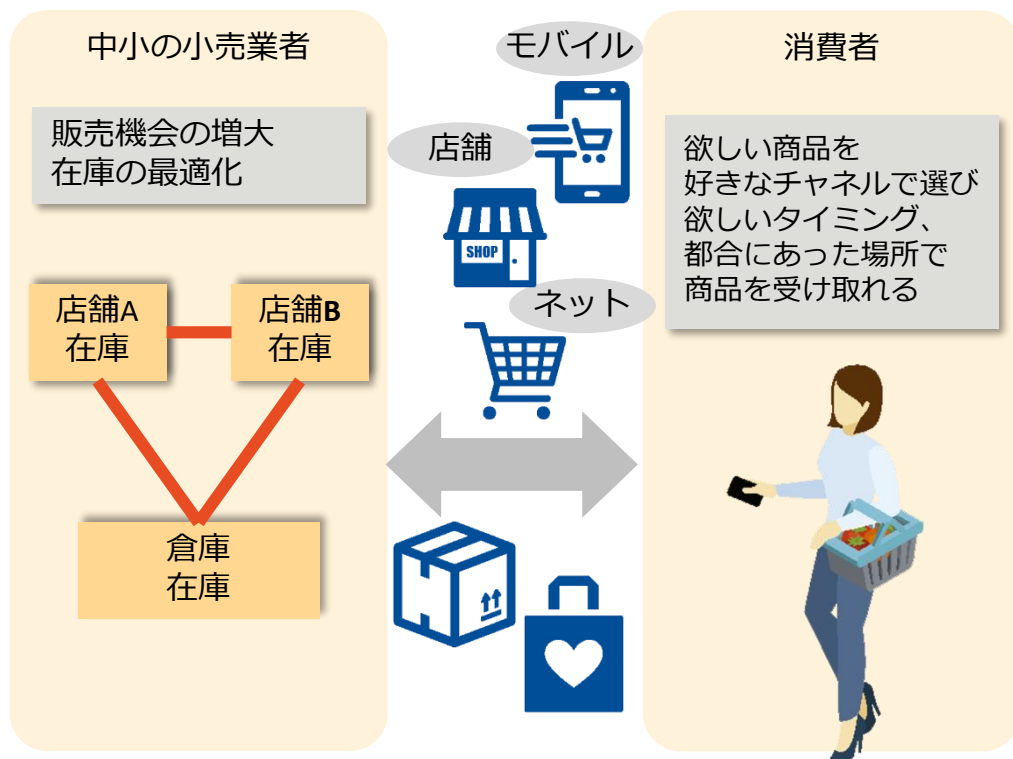 中小の小売業者
販売機会の増大
在庫の最適化
店舗A
在庫
店舗B
在庫
倉庫
在庫
モバイル
店舗
SHOP
ネット
消費者
欲しい商品を
好きなチャネルで選び
欲しいタイミング、
都合にあった場所で
商品を受け取れる